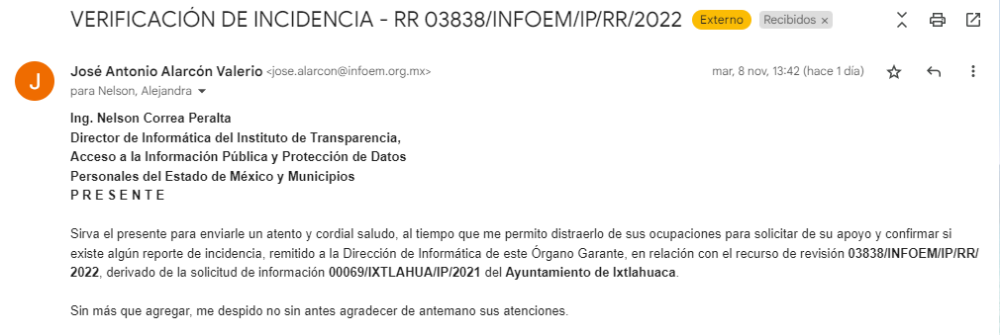 VERIFICACIÓN DE INCIDENCIA - RR 03838/INFOEM/IP/RR/2022 Externo Recibidos ×
J
José Antonio Alarcón Valerio <jose.alarcon@infoem.org.mx> mar, 8 nov, 13:42 (hace 1 día)
para Nelson, Alejandra
Ing. Nelson Correa Peralta
Director de Informática del Instituto de Transparencia,
Acceso a la Información Pública y Protección de Datos
Personales del Estado de México y Municipios
P R E S E N T E
Sirva el presente para enviarle un atento y cordial saludo, al tiempo que me permito distraerlo de sus ocupaciones para solicitar de su apoyo y confirmar si
existe algún reporte de incidencia, remitido a la Dirección de Informática de este Órgano Garante, en relación con el recurso de revisión 03838/INFOEM/IP/RR/
2022, derivado de la solicitud de información 00069/IXTLAHUA/IP/2021 del Ayuntamiento de Ixtlahuaca.
Sin más que agregar, me despido no sin antes agradecer de antemano sus atenciones.